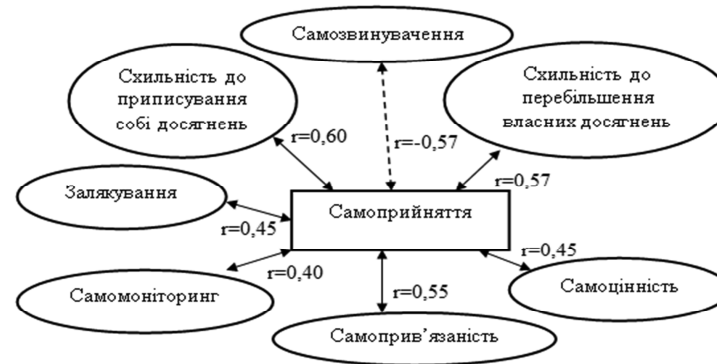 Самозвинувачення
Схильність до
приписування
собі досягнень
Схильність до
перебільшення
власних досягнень
r=0,60
r=-0,57
r=0,57
Залякування
Самоприйняття
r=0,45
r=0,45
r=0,40
Самомоніторинг
r=0,55
Самоцінність
Самоприв’язаність